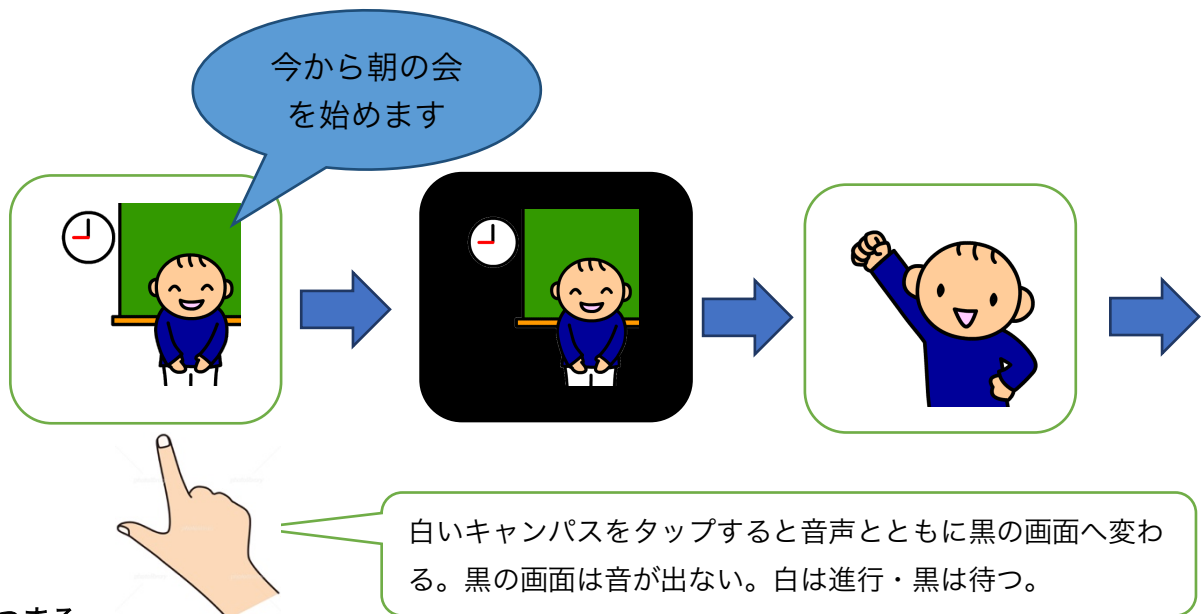 今から朝の会
を始めます
白いキャンパスをタップすると音声とともに黒の画面へ変わ
る。黒の画面は音が出ない。白は進行・黒は待つ。